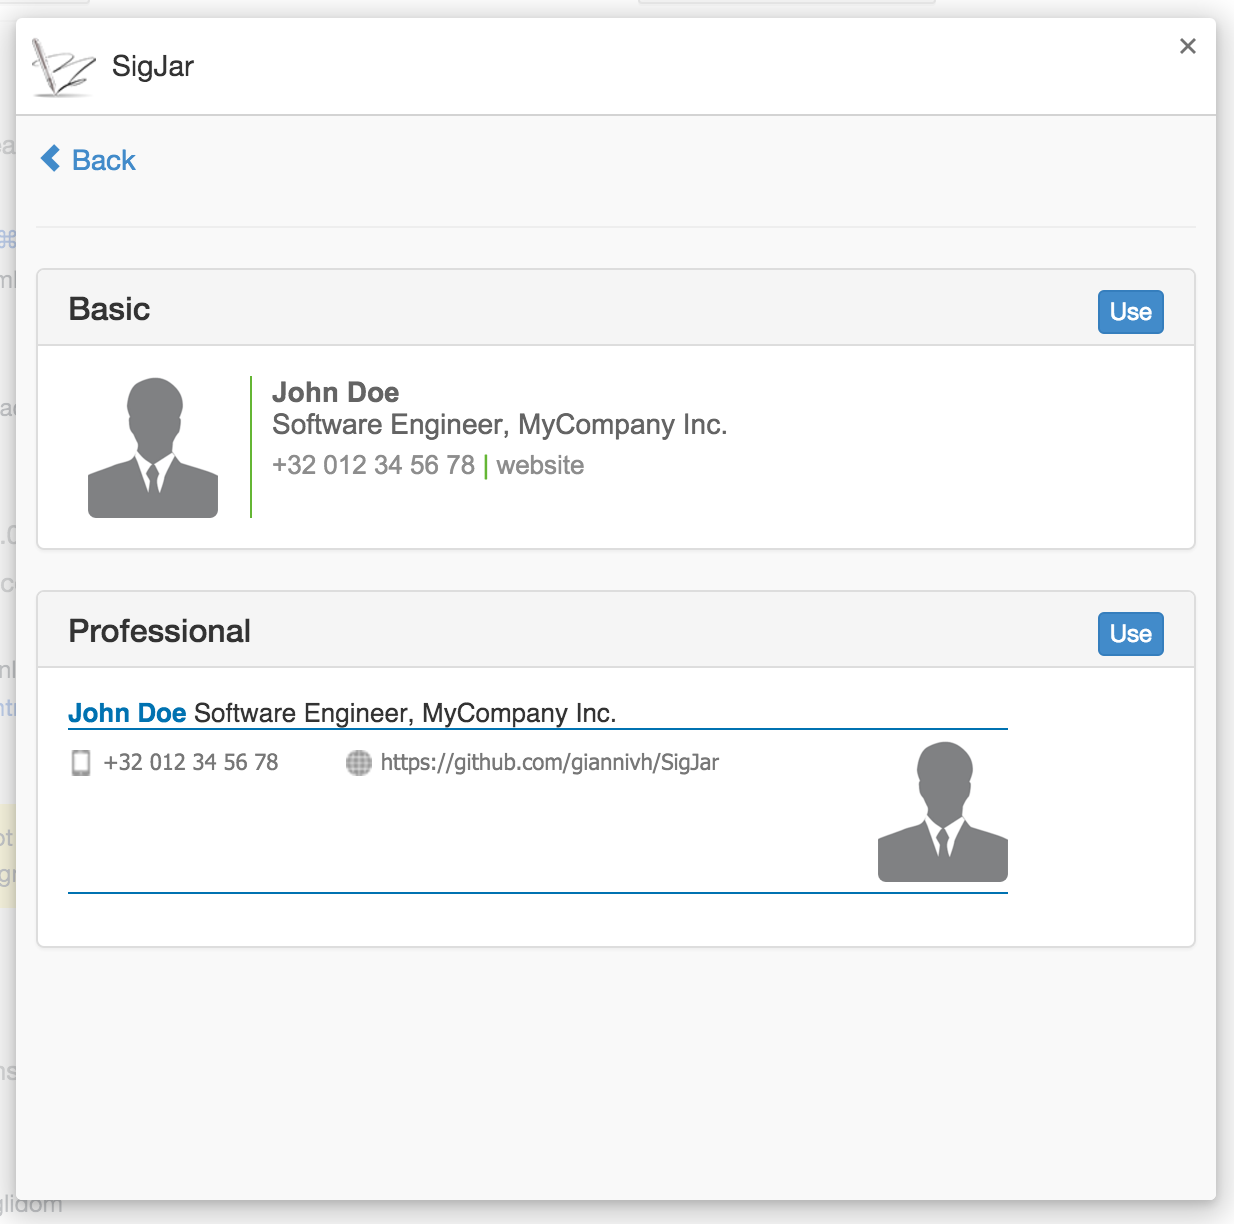 SigJar
×
Back
Basic
Use
John Doe
Software Engineer, MyCompany Inc.
+32 012 34 56 78 | website
Professional
Use
John Doe Software Engineer, MyCompany Inc.
+32 012 34 56 78 https://github.com/giannivh/SigJar